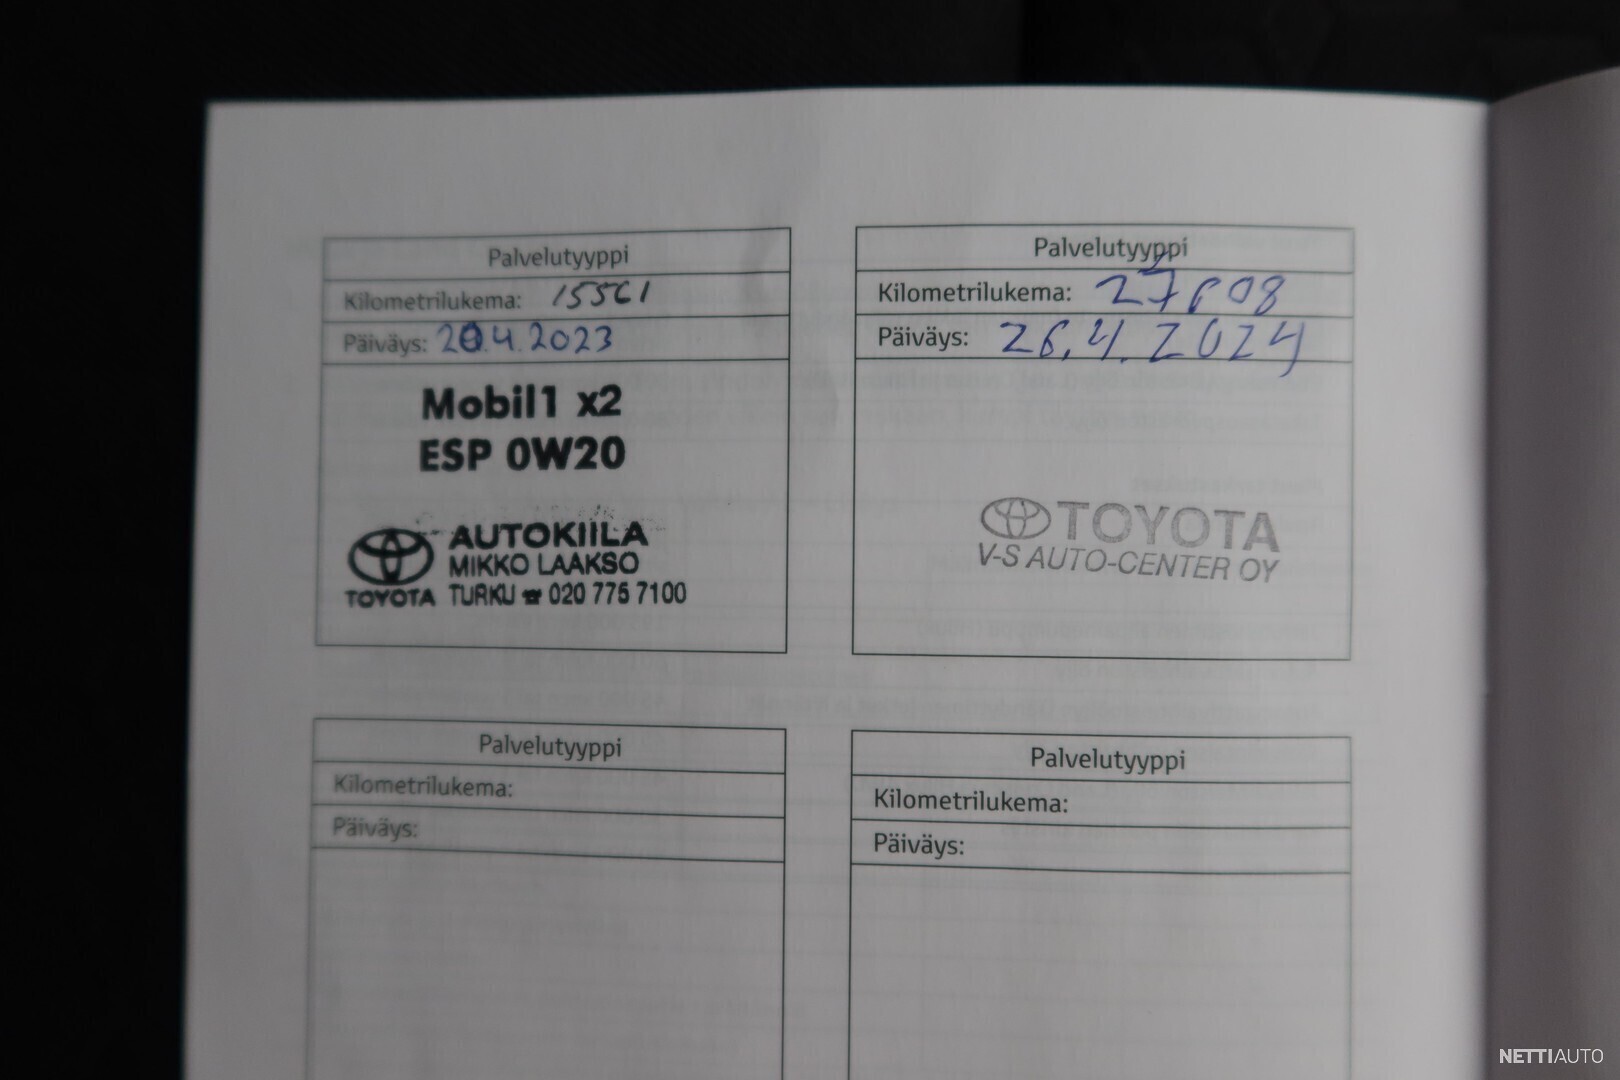 Palvelutyyppi
Kilometrilukema: 15561
Päiväys: 20.4.2023
Mobil1 x2
ESP 0W20
AUTOKIILA
MIKKO LAAKSO
TOYOTA TURKU ☎ 020 775 7100
Palvelutyyppi
Kilometrilukema: 27608
Päiväys: 26.4.2024
TOYOTA
V-S AUTO-CENTER OY
Palvelutyyppi
Kilometrilukema:
Päiväys:
Palvelutyyppi
Kilometrilukema:
Päiväys:
NETTIAUTO